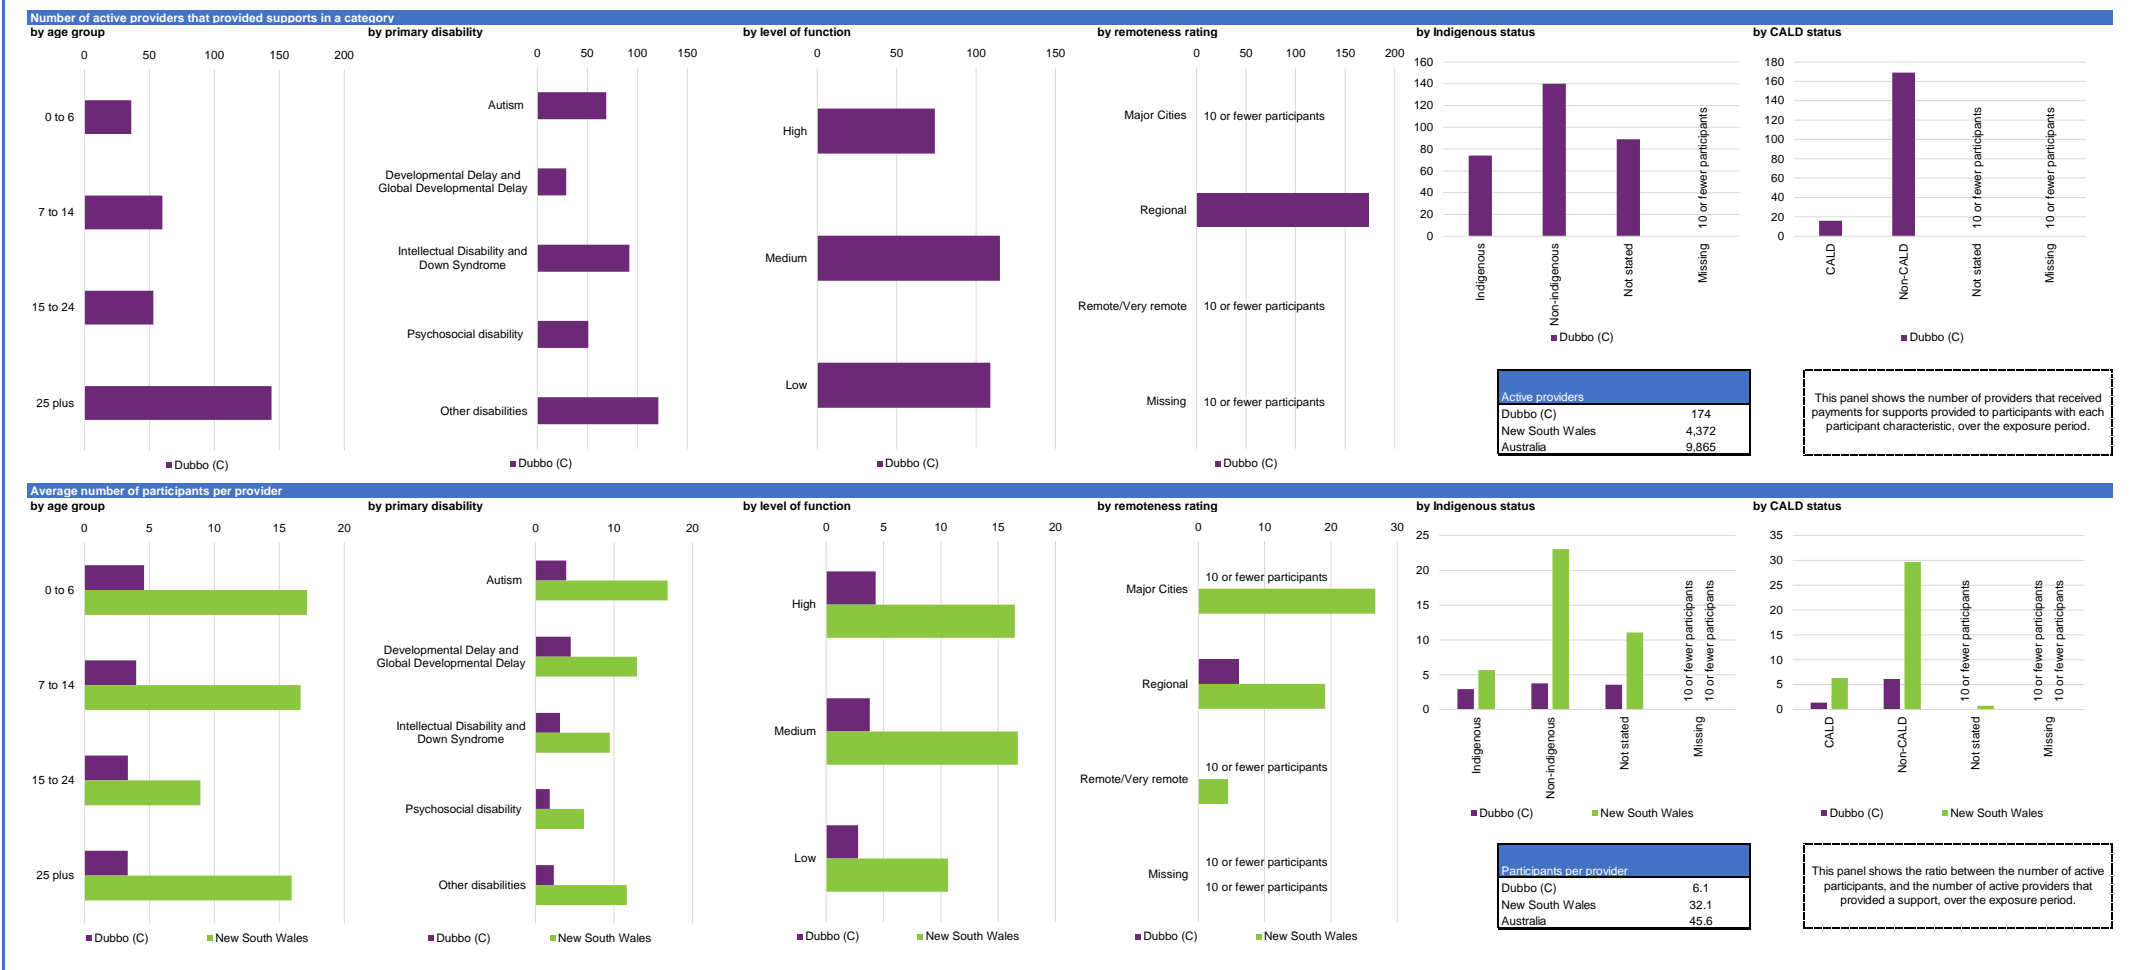 Number of active providers that provided supports in a category
by age group
0 50 100 150 200
0 to 6
7 to 14
15 to 24
25 plus
Dubbo (C)
by primary disability
0 50 100 150
Autism
Developmental Delay and
Global Developmental Delay
Intellectual Disability and
Down Syndrome
Psychosocial disability
Other disabilities
Dubbo (C)
by level of function
0 50 100 150
High
Medium
Low
Dubbo (C)
by remoteness rating
0 50 100 150 200
Major Cities 10 or fewer participants
Regional
Remote/Very remote 10 or fewer participants
Missing 10 or fewer participants
Dubbo (C)
by Indigenous status
160
140
120
100
80
60
40
20
0
Indigenous
Non-indigenous
Not stated
10 or fewer participants
Missing
Dubbo (C)
by CALD status
180
160
140
120
100
80
60
40
20
0
CALD
Non-CALD
10 or fewer participants
Not stated
10 or fewer participants
Missing
Dubbo (C)
Active providers
Dubbo (C) 174
New South Wales 4,372
Australia 9,865
This panel shows the number of providers that received
payments for supports provided to participants with each
participant characteristic, over the exposure period.
Average number of participants per provider
by age group
0 5 10 15 20
0 to 6
7 to 14
15 to 24
25 plus
Dubbo (C) New South Wales
by primary disability
0 10 20
Autism
Developmental Delay and
Global Developmental Delay
Intellectual Disability and
Down Syndrome
Psychosocial disability
Other disabilities
Dubbo (C) New South Wales
by level of function
0 5 10 15 20
High
Medium
Low
Dubbo (C) New South Wales
by remoteness rating
0 10 20 30
10 or fewer participants
Major Cities
Regional
10 or fewer participants
Remote/Very remote
10 or fewer participants
Missing
10 or fewer participants
Dubbo (C) New South Wales
by Indigenous status
25
20
15
10
5
0
Indigenous
Non-indigenous
Not stated
10 or fewer participants
10 or fewer participants
Missing
Dubbo (C) New South Wales
by CALD status
35
30
25
20
15
10
5
0
CALD
Non-CALD
10 or fewer participants
Not stated
10 or fewer participants
10 or fewer participants
Missing
Dubbo (C) New South Wales
Participants per provider
Dubbo (C) 6.1
New South Wales 32.1
Australia 45.6
This panel shows the ratio between the number of active
participants, and the number of active providers that
provided a support, over the exposure period.